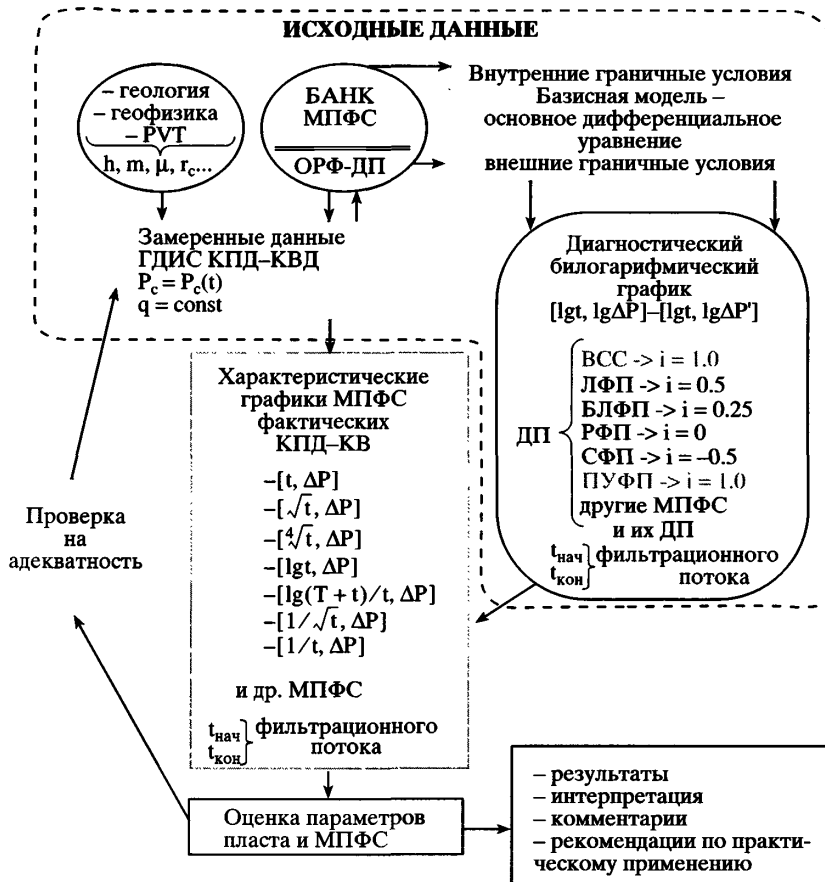 ИСХОДНЫЕ ДАННЫЕ
– геология
– геофизика
– PVT
h, m, μ, r_c...
БАНК
МПФС
ОРФ-ДП
Внутренние граничные условия
Базисная модель –
основное дифференциальное
уравнение
внешние граничные условия
Замеренные данные
ГДИС КПД–КВД
P_c = P_c(t)
q = const
Диагностический
билогарифмический
график
[lgt, lgΔP]–[lgt, lgΔP']
ДП
ВСС -> i = 1.0
ЛФП -> i = 0.5
БЛФП -> i = 0.25
РФП -> i = 0
СФП -> i = –0.5
ПУФП -> i = 1.0
другие МПФС
и их ДП
t_нач
t_кон
фильтрационного
потока
Характеристические
графики МПФС
фактических
КПД–КВ
–[t, ΔP]
–[√t, ΔP]
–[∜t, ΔP]
–[lgt, ΔP]
–[lg(T + t)/t, ΔP]
–[1/√t, ΔP}
–[1/t, ΔP]
и др. МПФС
t_нач
t_кон
фильтрационного
потока
Проверка
на
адекватность
Оценка параметров
пласта и МПФС
– результаты
– интерпретация
– комментарии
– рекомендации по практи-
ческому применению